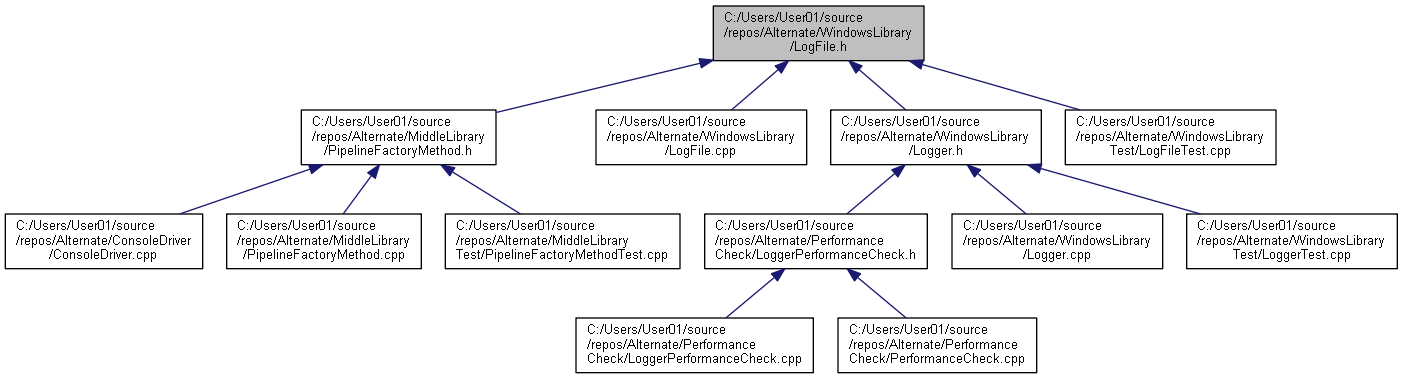 C:/Users/User01/source
/repos/Alternate/WindowsLibrary
/LogFile.h
C:/Users/User01/source
/repos/Alternate/MiddleLibrary
/PipelineFactoryMethod.h
C:/Users/User01/source
/repos/Alternate/WindowsLibrary
/LogFile.cpp
C:/Users/User01/source
/repos/Alternate/WindowsLibrary
/Logger.h
C:/Users/User01/source
/repos/Alternate/WindowsLibrary
Test/LogFileTest.cpp
C:/Users/User01/source
/repos/Alternate/ConsoleDriver
/ConsoleDriver.cpp
C:/Users/User01/source
/repos/Alternate/MiddleLibrary
/PipelineFactoryMethod.cpp
C:/Users/User01/source
/repos/Alternate/MiddleLibrary
Test/PipelineFactoryMethodTest.cpp
C:/Users/User01/source
/repos/Alternate/Performance
Check/LoggerPerformanceCheck.h
C:/Users/User01/source
/repos/Alternate/WindowsLibrary
/Logger.cpp
C:/Users/User01/source
/repos/Alternate/WindowsLibrary
Test/LoggerTest.cpp
C:/Users/User01/source
/repos/Alternate/Performance
Check/LoggerPerformanceCheck.cpp
C:/Users/User01/source
/repos/Alternate/Performance
Check/PerformanceCheck.cpp